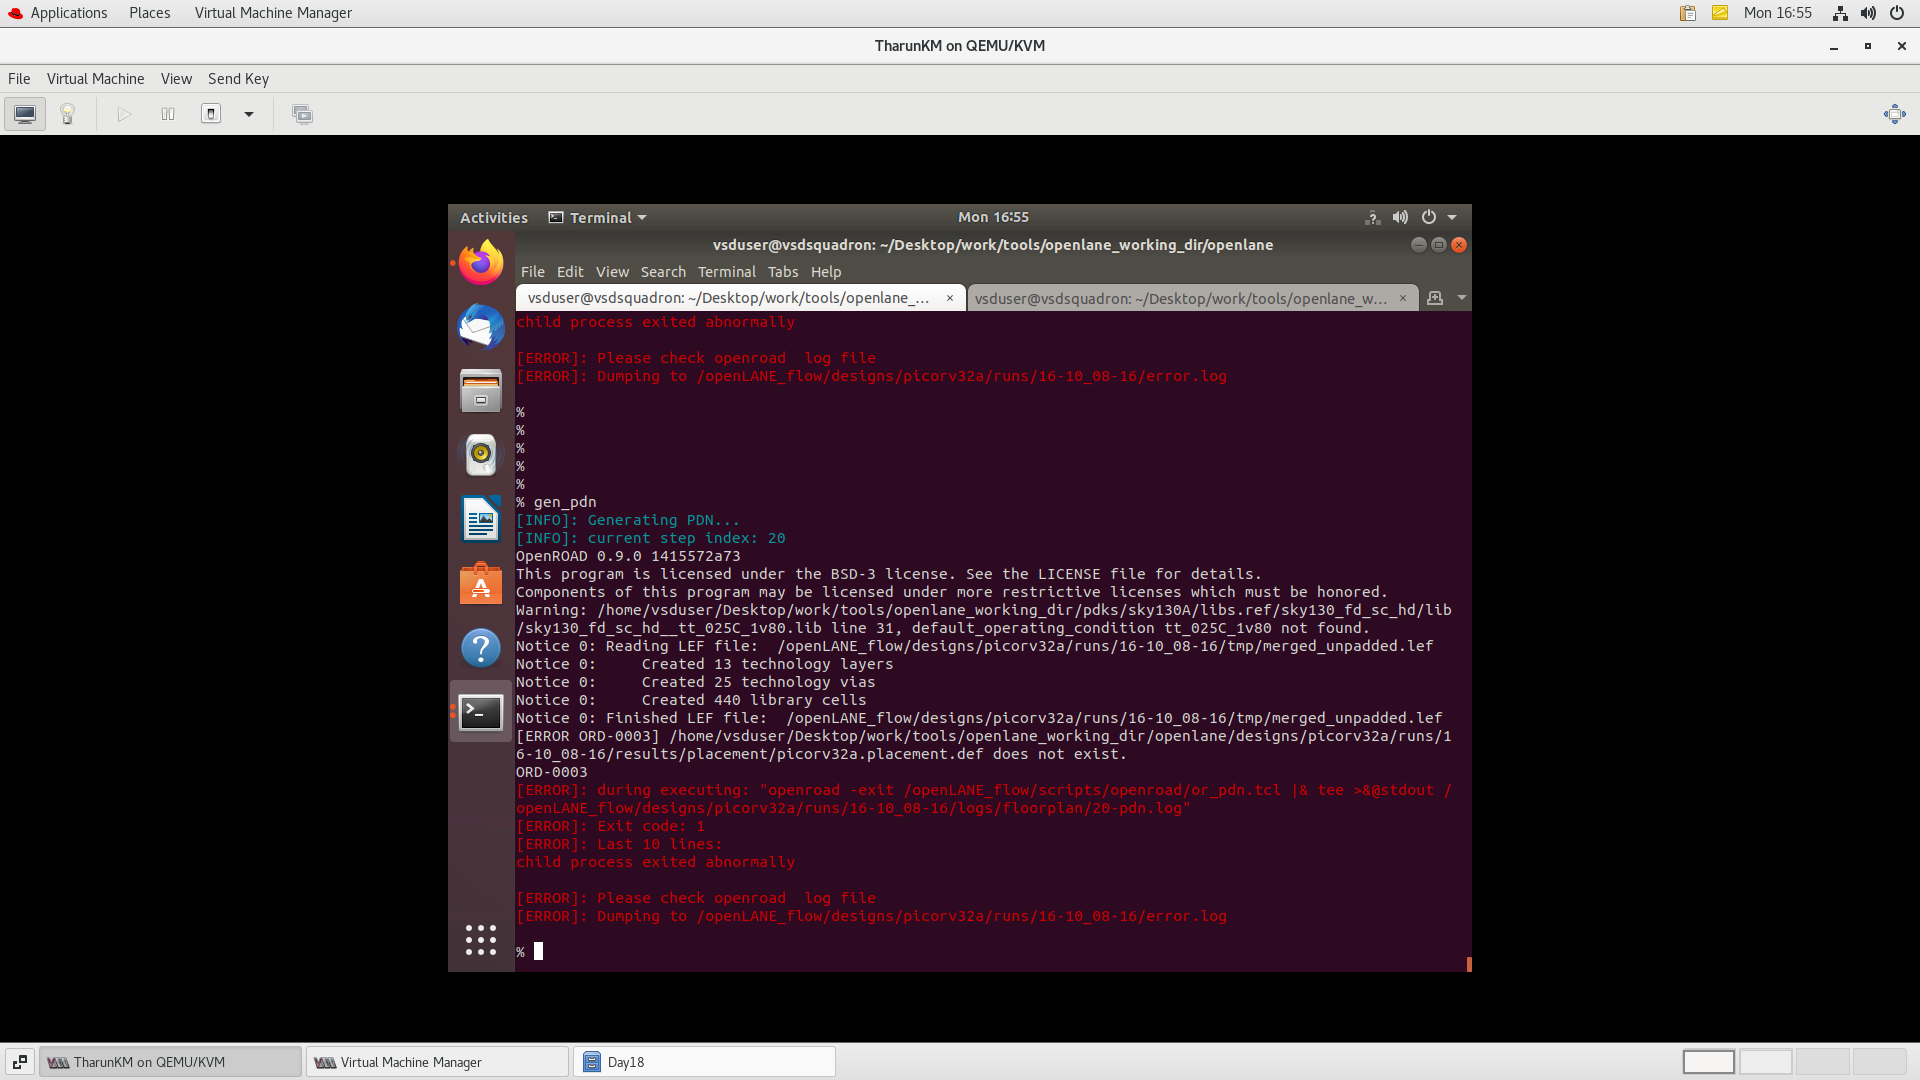 Applications Places Virtual Machine Manager Mon 16:55
TharunKM on QEMU/KVM
File Virtual Machine View Send Key
Activities Terminal Mon 16:55
vsduser@vsdsquadron: ~/Desktop/work/tools/openlane_working_dir/openlane
File Edit View Search Terminal Tabs Help
vsduser@vsdsquadron: ~/Desktop/work/tools/openlane_... × vsduser@vsdsquadron: ~/Desktop/work/tools/openlane_w... ×
child process exited abnormally
[ERROR]: Please check openroad  log file
[ERROR]: Dumping to /openLANE_flow/designs/picorv32a/runs/16-10_08-16/error.log
%
%
%
%
%
% gen_pdn
[INFO]: Generating PDN...
[INFO]: current step index: 20
OpenROAD 0.9.0 1415572a73
This program is licensed under the BSD-3 license. See the LICENSE file for details.
Components of this program may be licensed under more restrictive licenses which must be honored.
Warning: /home/vsduser/Desktop/work/tools/openlane_working_dir/pdks/sky130A/libs.ref/sky130_fd_sc_hd/lib
/sky130_fd_sc_hd__tt_025C_1v80.lib line 31, default_operating_condition tt_025C_1v80 not found.
Notice 0: Reading LEF file:  /openLANE_flow/designs/picorv32a/runs/16-10_08-16/tmp/merged_unpadded.lef
Notice 0:     Created 13 technology layers
Notice 0:     Created 25 technology vias
Notice 0:     Created 440 library cells
Notice 0: Finished LEF file:  /openLANE_flow/designs/picorv32a/runs/16-10_08-16/tmp/merged_unpadded.lef
[ERROR ORD-0003] /home/vsduser/Desktop/work/tools/openlane_working_dir/openlane/designs/picorv32a/runs/1
6-10_08-16/results/placement/picorv32a.placement.def does not exist.
ORD-0003
[ERROR]: during executing: "openroad -exit /openLANE_flow/scripts/openroad/or_pdn.tcl |& tee >&@stdout /
openLANE_flow/designs/picorv32a/runs/16-10_08-16/logs/floorplan/20-pdn.log"
[ERROR]: Exit code: 1
[ERROR]: Last 10 lines:
child process exited abnormally
[ERROR]: Please check openroad  log file
[ERROR]: Dumping to /openLANE_flow/designs/picorv32a/runs/16-10_08-16/error.log
%
TharunKM on QEMU/KVM Virtual Machine Manager Day18